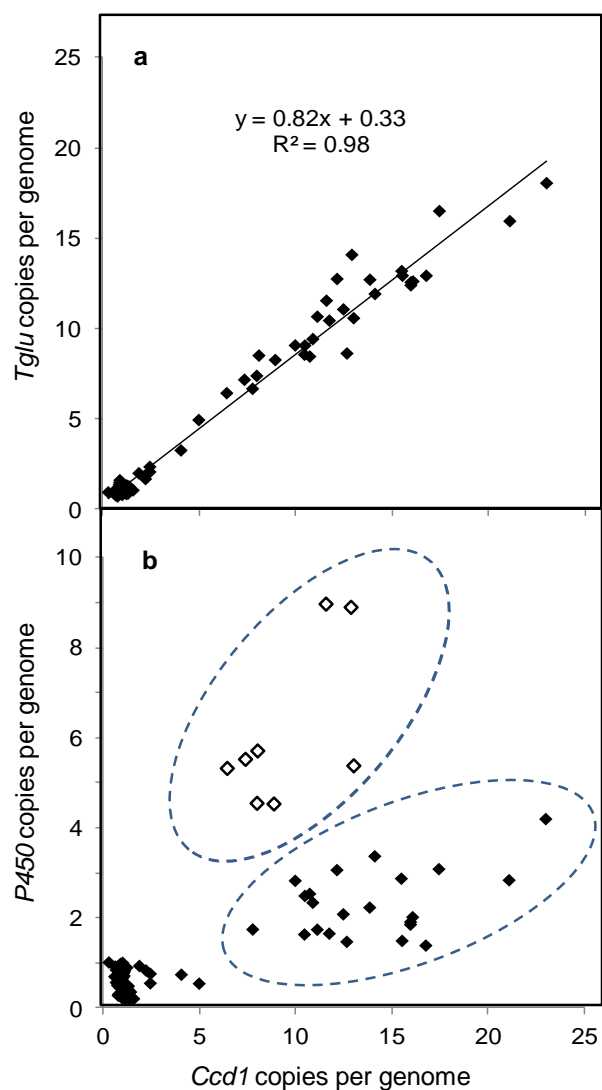 a
25
20
15
10
5
0
Tglu copies per genome
y = 0.82x + 0.33
R² = 0.98
b
10
8
6
4
2
0
P450 copies per genome
0 5 10 15 20 25
Ccd1 copies per genome